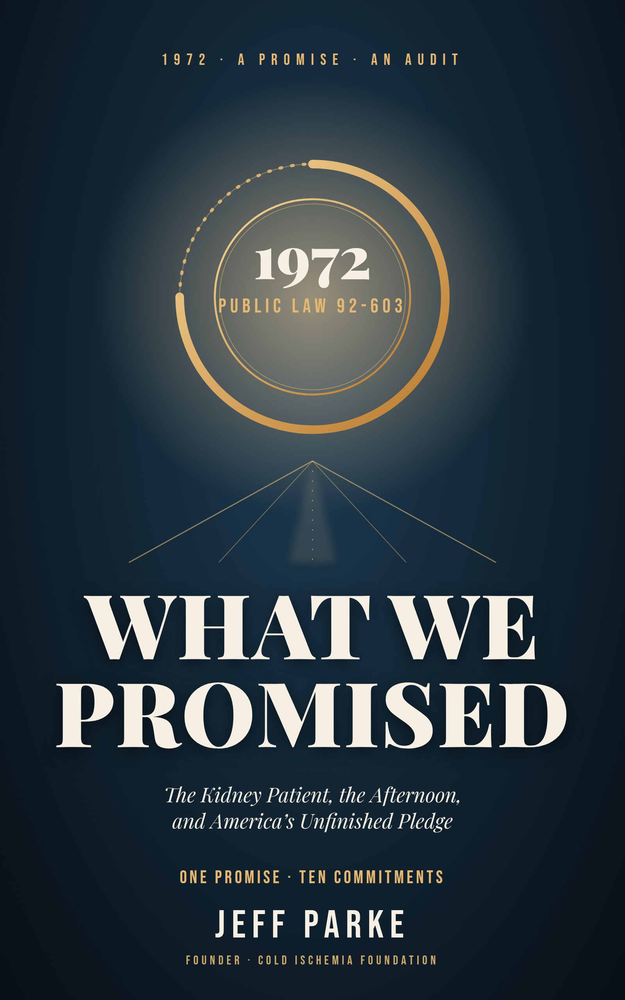 1972 · A PROMISE · AN AUDIT
1972
PUBLIC LAW 92-603
WHAT WE
PROMISED
The Kidney Patient, the Afternoon,
and America’s Unfinished Pledge
ONE PROMISE · TEN COMMITMENTS
JEFF PARKE
FOUNDER · COLD ISCHEMIA FOUNDATION